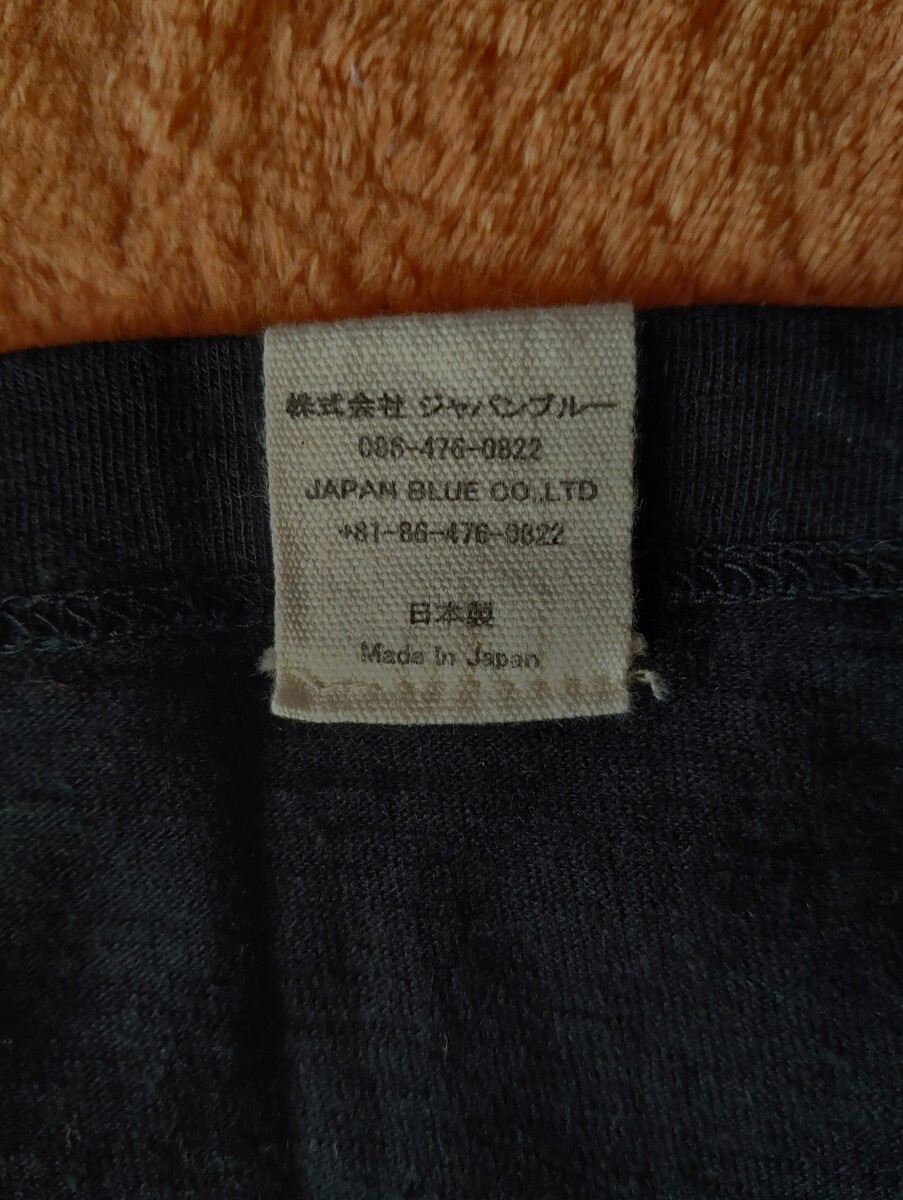 株式会社 ジャパンブルー
086-476-0822
JAPAN BLUE CO.,LTD
+81-86-476-0822
日本製
Made In Japan